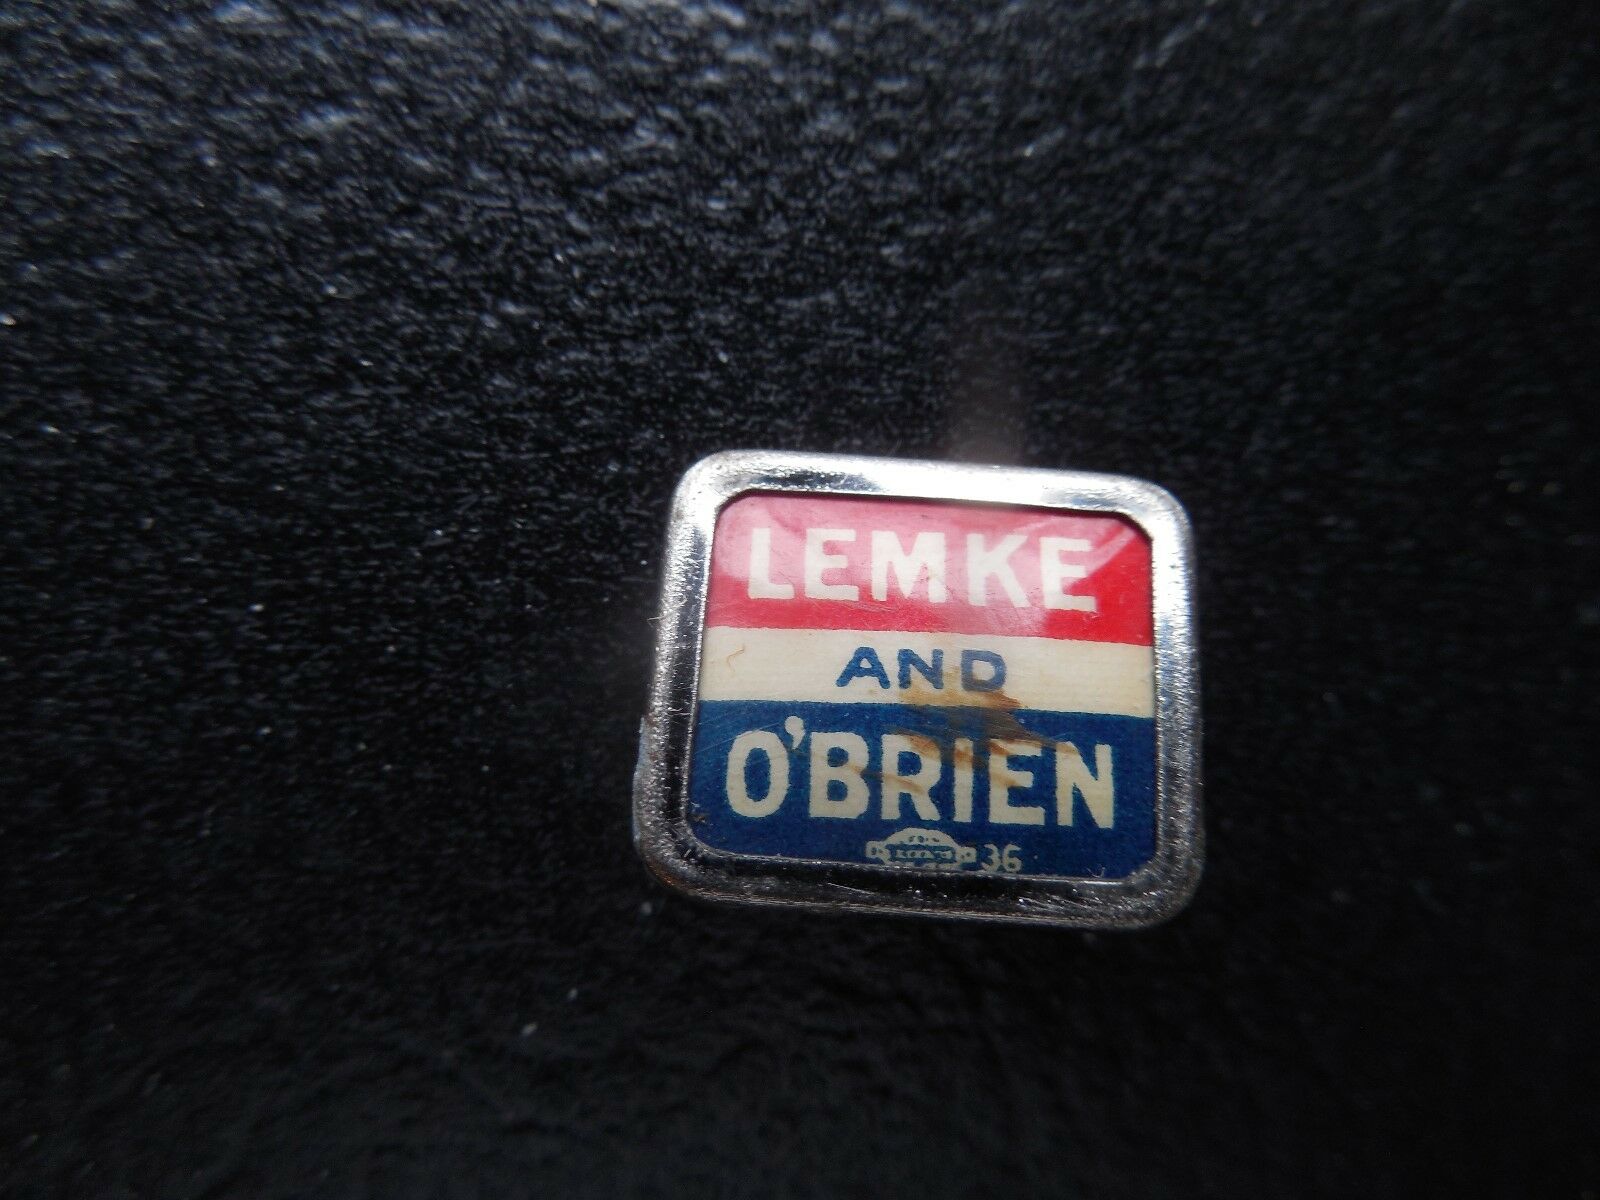 LEMKE
AND
O'BRIEN
36